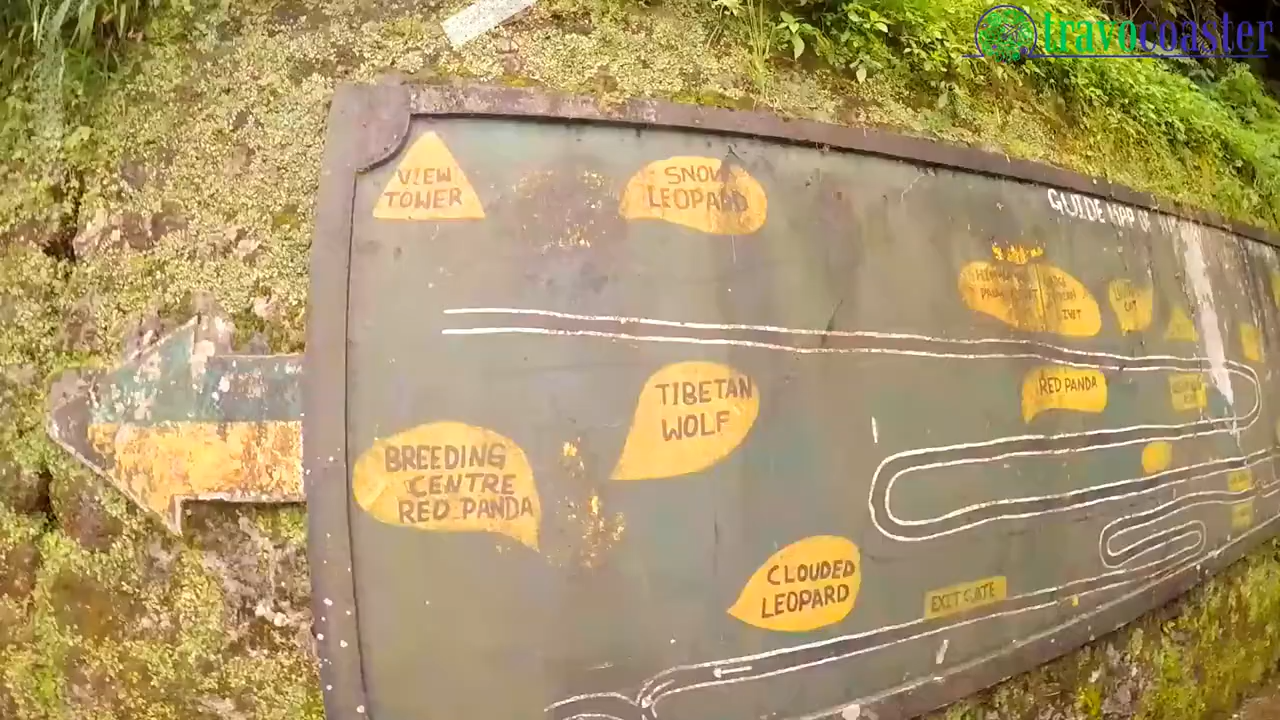 travocoaster
VIEW
TOWER
SNOW
LEOPARD
GUIDE MAP OF
UNIT
RED PANDA
TIBETAN
WOLF
BREEDING
CENTRE
RED PANDA
CLOUDED
LEOPARD
EXIT GATE